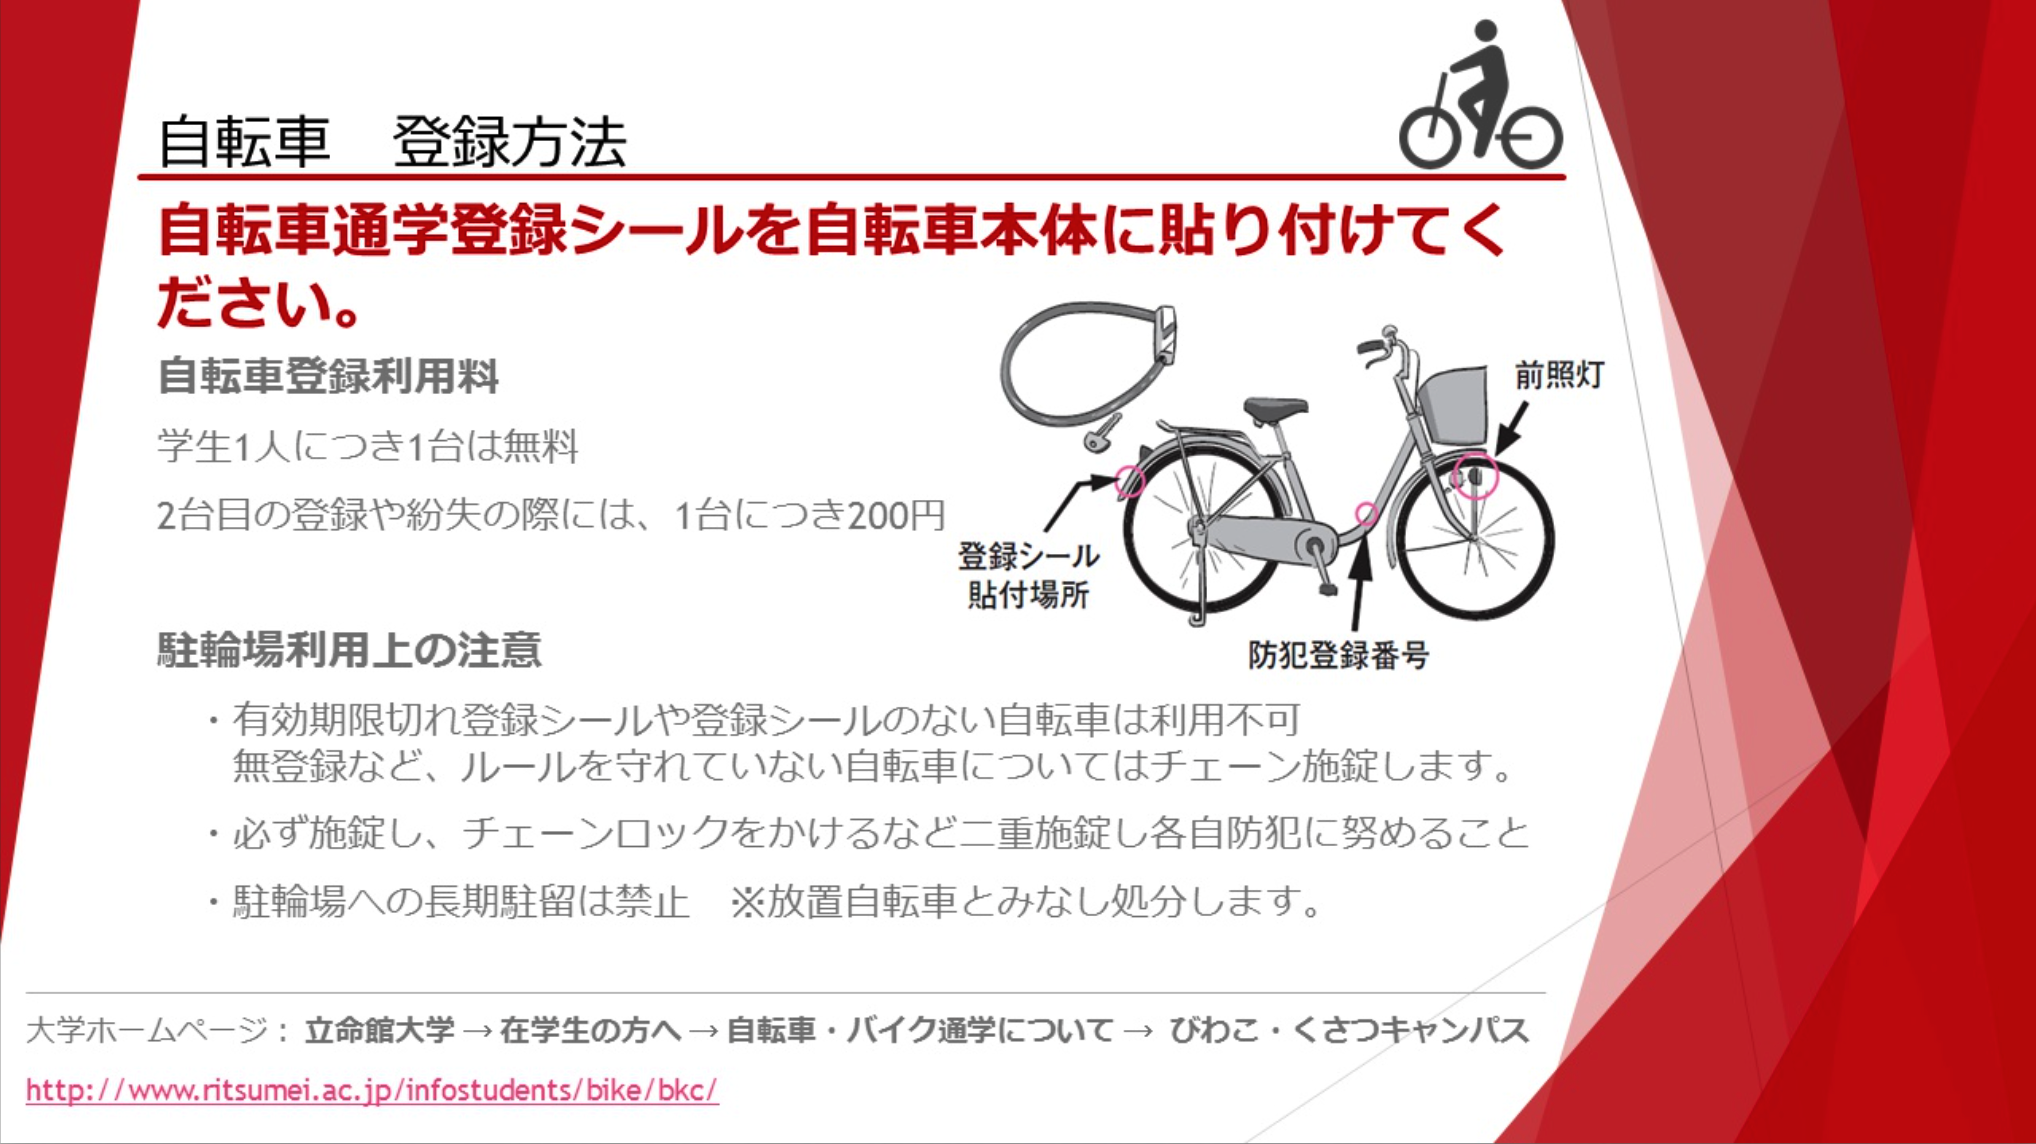 自転車　登録方法
自転車通学登録シールを自転車本体に貼り付けてく
ださい。
自転車登録利用料
学生1人につき1台は無料
2台目の登録や紛失の際には、1台につき200円
前照灯
登録シール
貼付場所
防犯登録番号
駐輪場利用上の注意
・有効期限切れ登録シールや登録シールのない自転車は利用不可
無登録など、ルールを守れていない自転車についてはチェーン施錠します。
・必ず施錠し、チェーンロックをかけるなど二重施錠し各自防犯に努めること
・駐輪場への長期駐留は禁止　※放置自転車とみなし処分します。
大学ホームページ： 立命館大学 → 在学生の方へ → 自転車・バイク通学について → びわこ・くさつキャンパス
http://www.ritsumei.ac.jp/infostudents/bike/bkc/